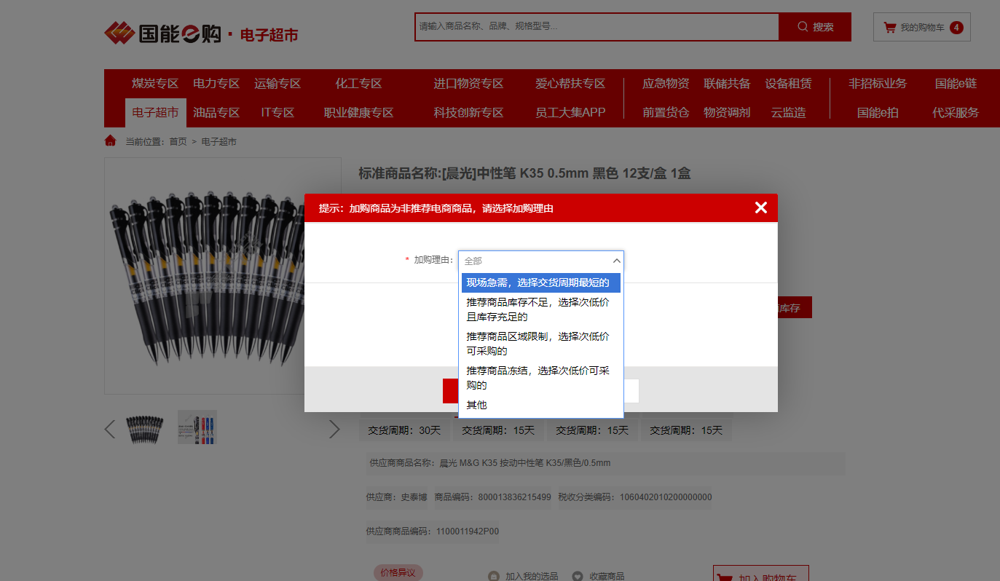 国能e购·电子超市
请输入商品名称、品牌、规格型号...
搜索
我的购物车 4
煤炭专区 电力专区 运输专区 化工专区 进口物资专区 爱心帮扶专区 应急物资 联储共备 设备租赁 非招标业务 国能e链
电子超市 油品专区 IT专区 职业健康专区 科技创新专区 员工大集APP 前置货仓 物资调剂 云监造 国能e拍 代采服务
当前位置：首页 > 电子超市
标准商品名称:[晨光]中性笔 K35 0.5mm 黑色 12支/盒 1盒
提示：加购商品为非推荐电商商品，请选择加购理由
* 加购理由：
全部
现场急需，选择交货周期最短的
推荐商品库存不足，选择次低价
且库存充足的
推荐商品区域限制，选择次低价
可采购的
推荐商品冻结，选择次低价可采
购的
其他
库存
交货周期：30天 交货周期：15天 交货周期：15天 交货周期：15天
供应商商品名称：晨光 M&G K35 按动中性笔 K35/黑色/0.5mm
供应商：史泰博 商品编码：800013836215499 税收分类编码：1060402010200000000
供应商商品编码：1100011942P00
价格异议
加入我的选品
收藏商品
加入购物车